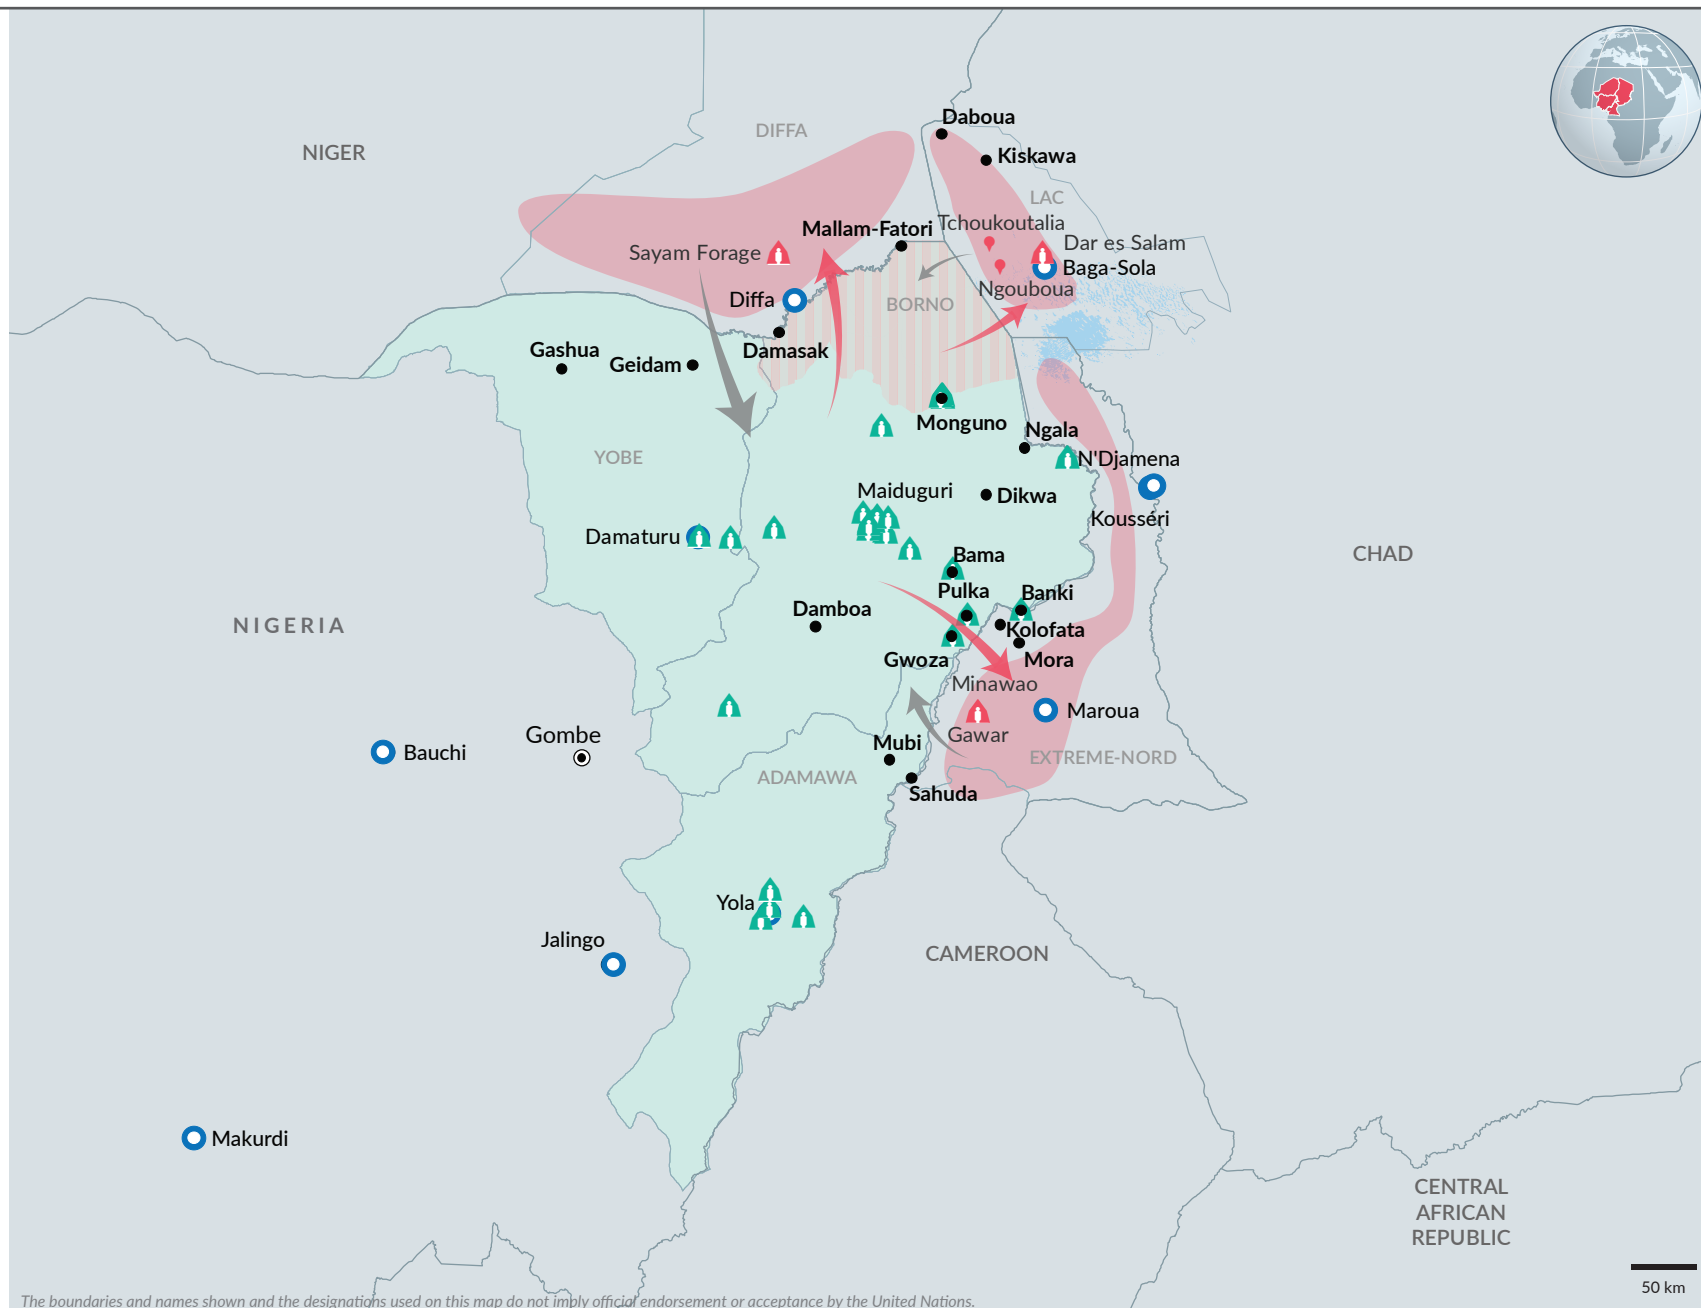 Daboua
DIFFA
NIGER
Kiskawa
LAC
Tchoukoutalia
Mallam-Fatori
Dar es Salam
Sayam Forage
Baga-Sola
Ngouboua
Diffa
BORNO
Damasak
Gashua
Geidam
Monguno
Ngala
YOBE
N'Djamena
Maiduguri
Dikwa
Kousséri
Damaturu
Bama
CHAD
Pulka
Banki
Damboa
NIGERIA
Kolofata
Gwoza
Mora
Minawao
Maroua
Gombe
Gawar
Mubi
Bauchi
EXTREME-NORD
ADAMAWA
Sahuda
Yola
Jalingo
CAMEROON
Makurdi
CENTRAL
AFRICAN
REPUBLIC
50 km
The boundaries and names shown and the designations used on this map do not imply official endorsement or acceptance by the United Nations.